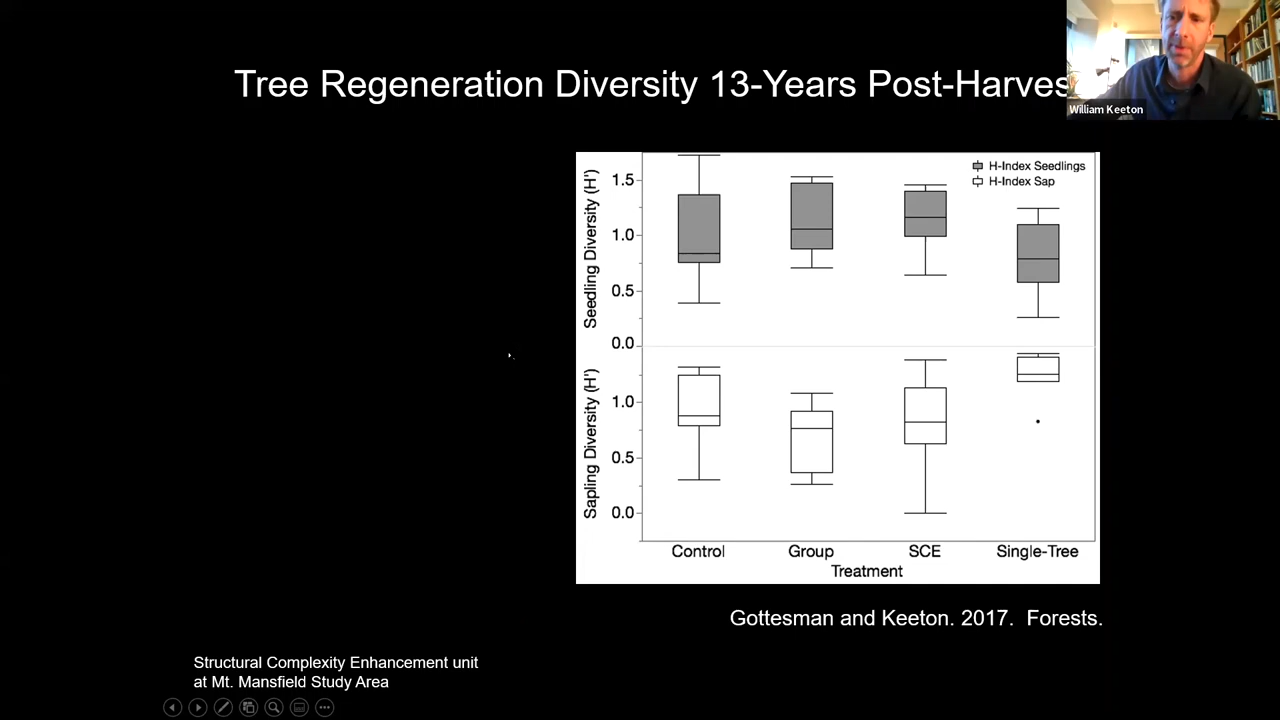 Tree Regeneration Diversity 13-Years Post-Harves
William Keeton
H-Index Seedlings
H-Index Sap
Seedling Diversity (H')
1.5
1.0
0.5
0.0
Sapling Diversity (H')
1.0
0.5
0.0
Control Group SCE Single-Tree
Treatment
Gottesman and Keeton. 2017. Forests.
Structural Complexity Enhancement unit
at Mt. Mansfield Study Area